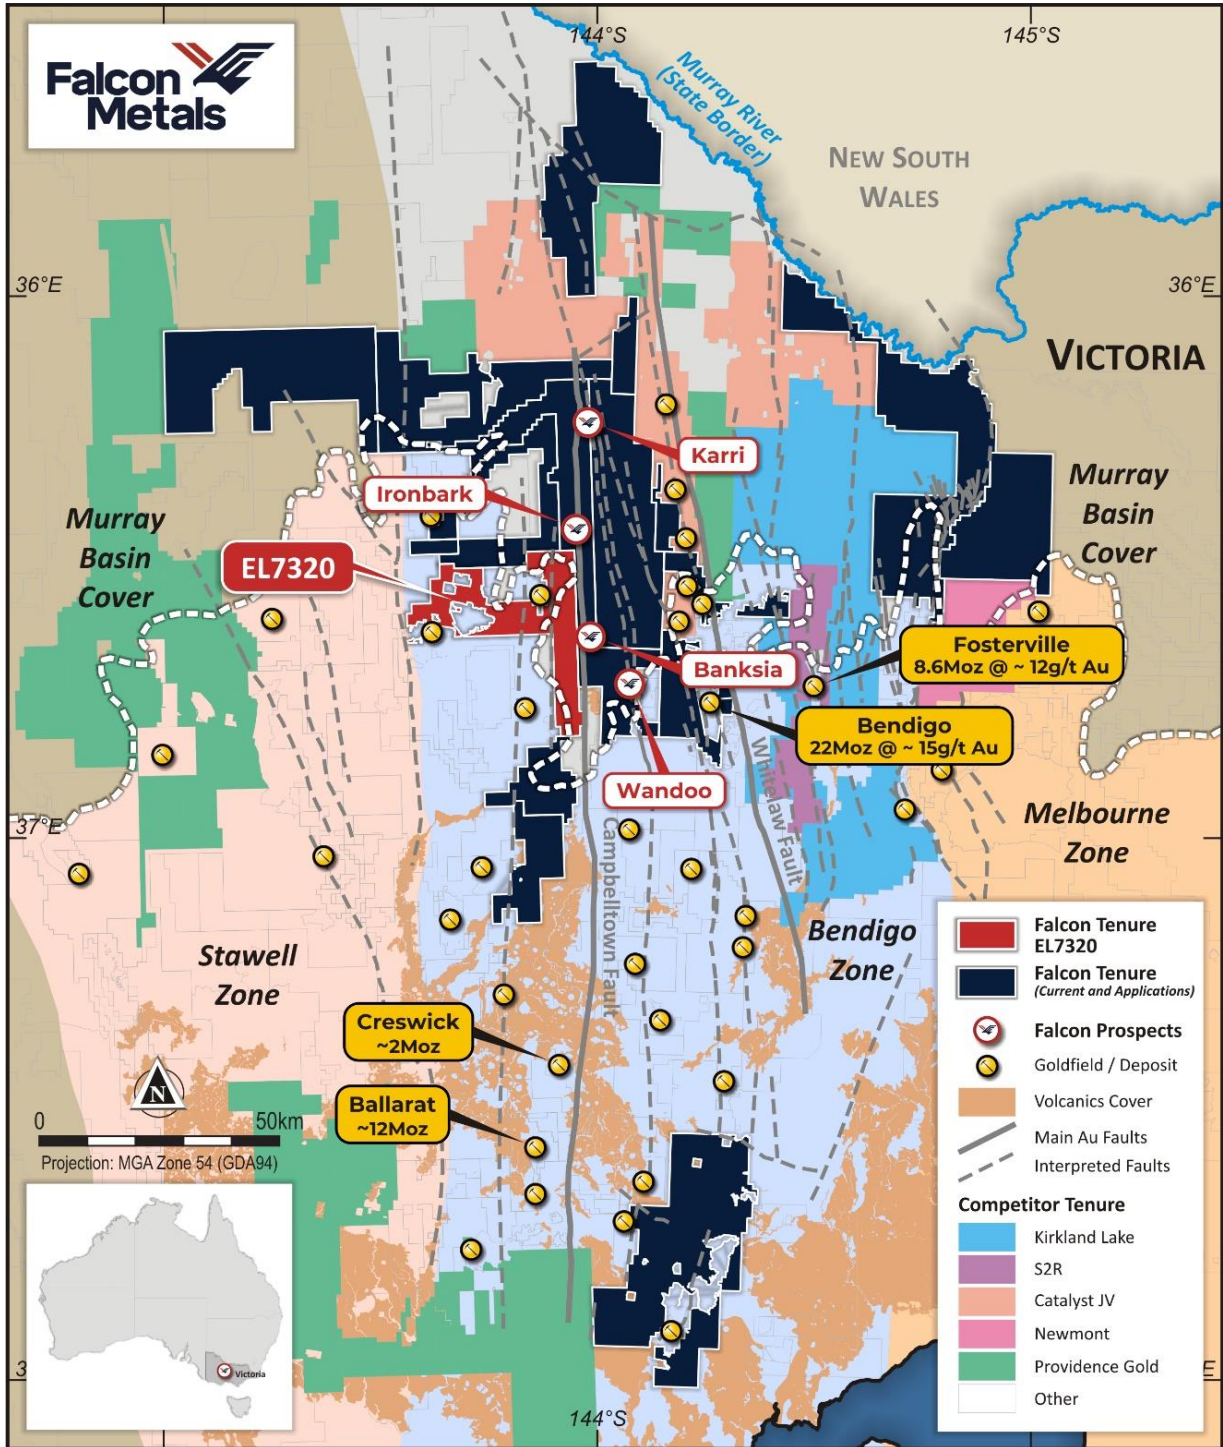 Falcon
Metals
144°S
145°S
Murray River
(State Border)
NEW SOUTH
WALES
36°E
36°E
VICTORIA
Karri
Ironbark
Murray
Basin
Cover
Murray
Basin
Cover
EL7320
Fosterville
8.6Moz @ ~ 12g/t Au
Banksia
Bendigo
22Moz @ ~ 15g/t Au
Wandoo
Whitelaw Fault
Campbelltown Fault
37°E
Melbourne
Zone
Stawell
Zone
Bendigo
Zone
Creswick
~2Moz
Ballarat
~12Moz
N
0
50km
Projection: MGA Zone 54 (GDA94)
Victoria
144°S
Falcon Tenure
EL7320
Falcon Tenure
(Current and Applications)
Falcon Prospects
Goldfield / Deposit
Volcanics Cover
Main Au Faults
Interpreted Faults
Competitor Tenure
Kirkland Lake
S2R
Catalyst JV
Newmont
Providence Gold
Other